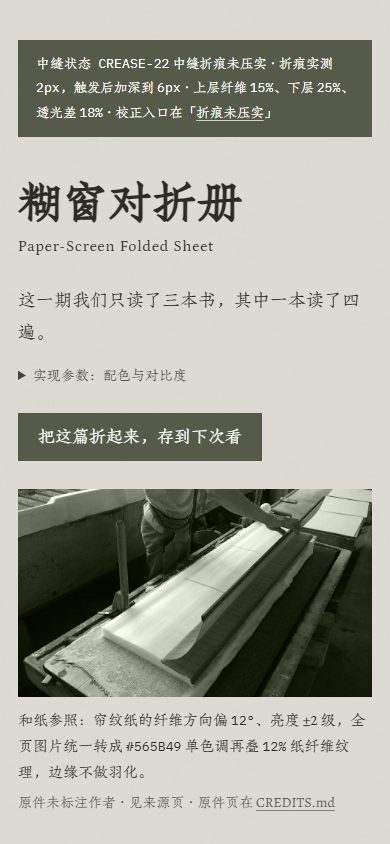 中缝状态 CREASE-22 中缝折痕未压实·折痕实测
2px，触发后加深到 6px·上层纤维 15%、下层 25%、
透光差 18%·校正入口在「折痕未压实」
糊窗对折册
Paper-Screen Folded Sheet
这一期我们只读了三本书，其中一本读了四
遍。
▶ 实现参数：配色与对比度
把这篇折起来，存到下次看
和纸参照：帘纹纸的纤维方向偏 12°、亮度 ±2 级，全
页图片统一转成 #565B49 单色调再叠 12% 纸纤维纹
理，边缘不做羽化。
原件未标注作者·见来源页·原件页在 CREDITS.md